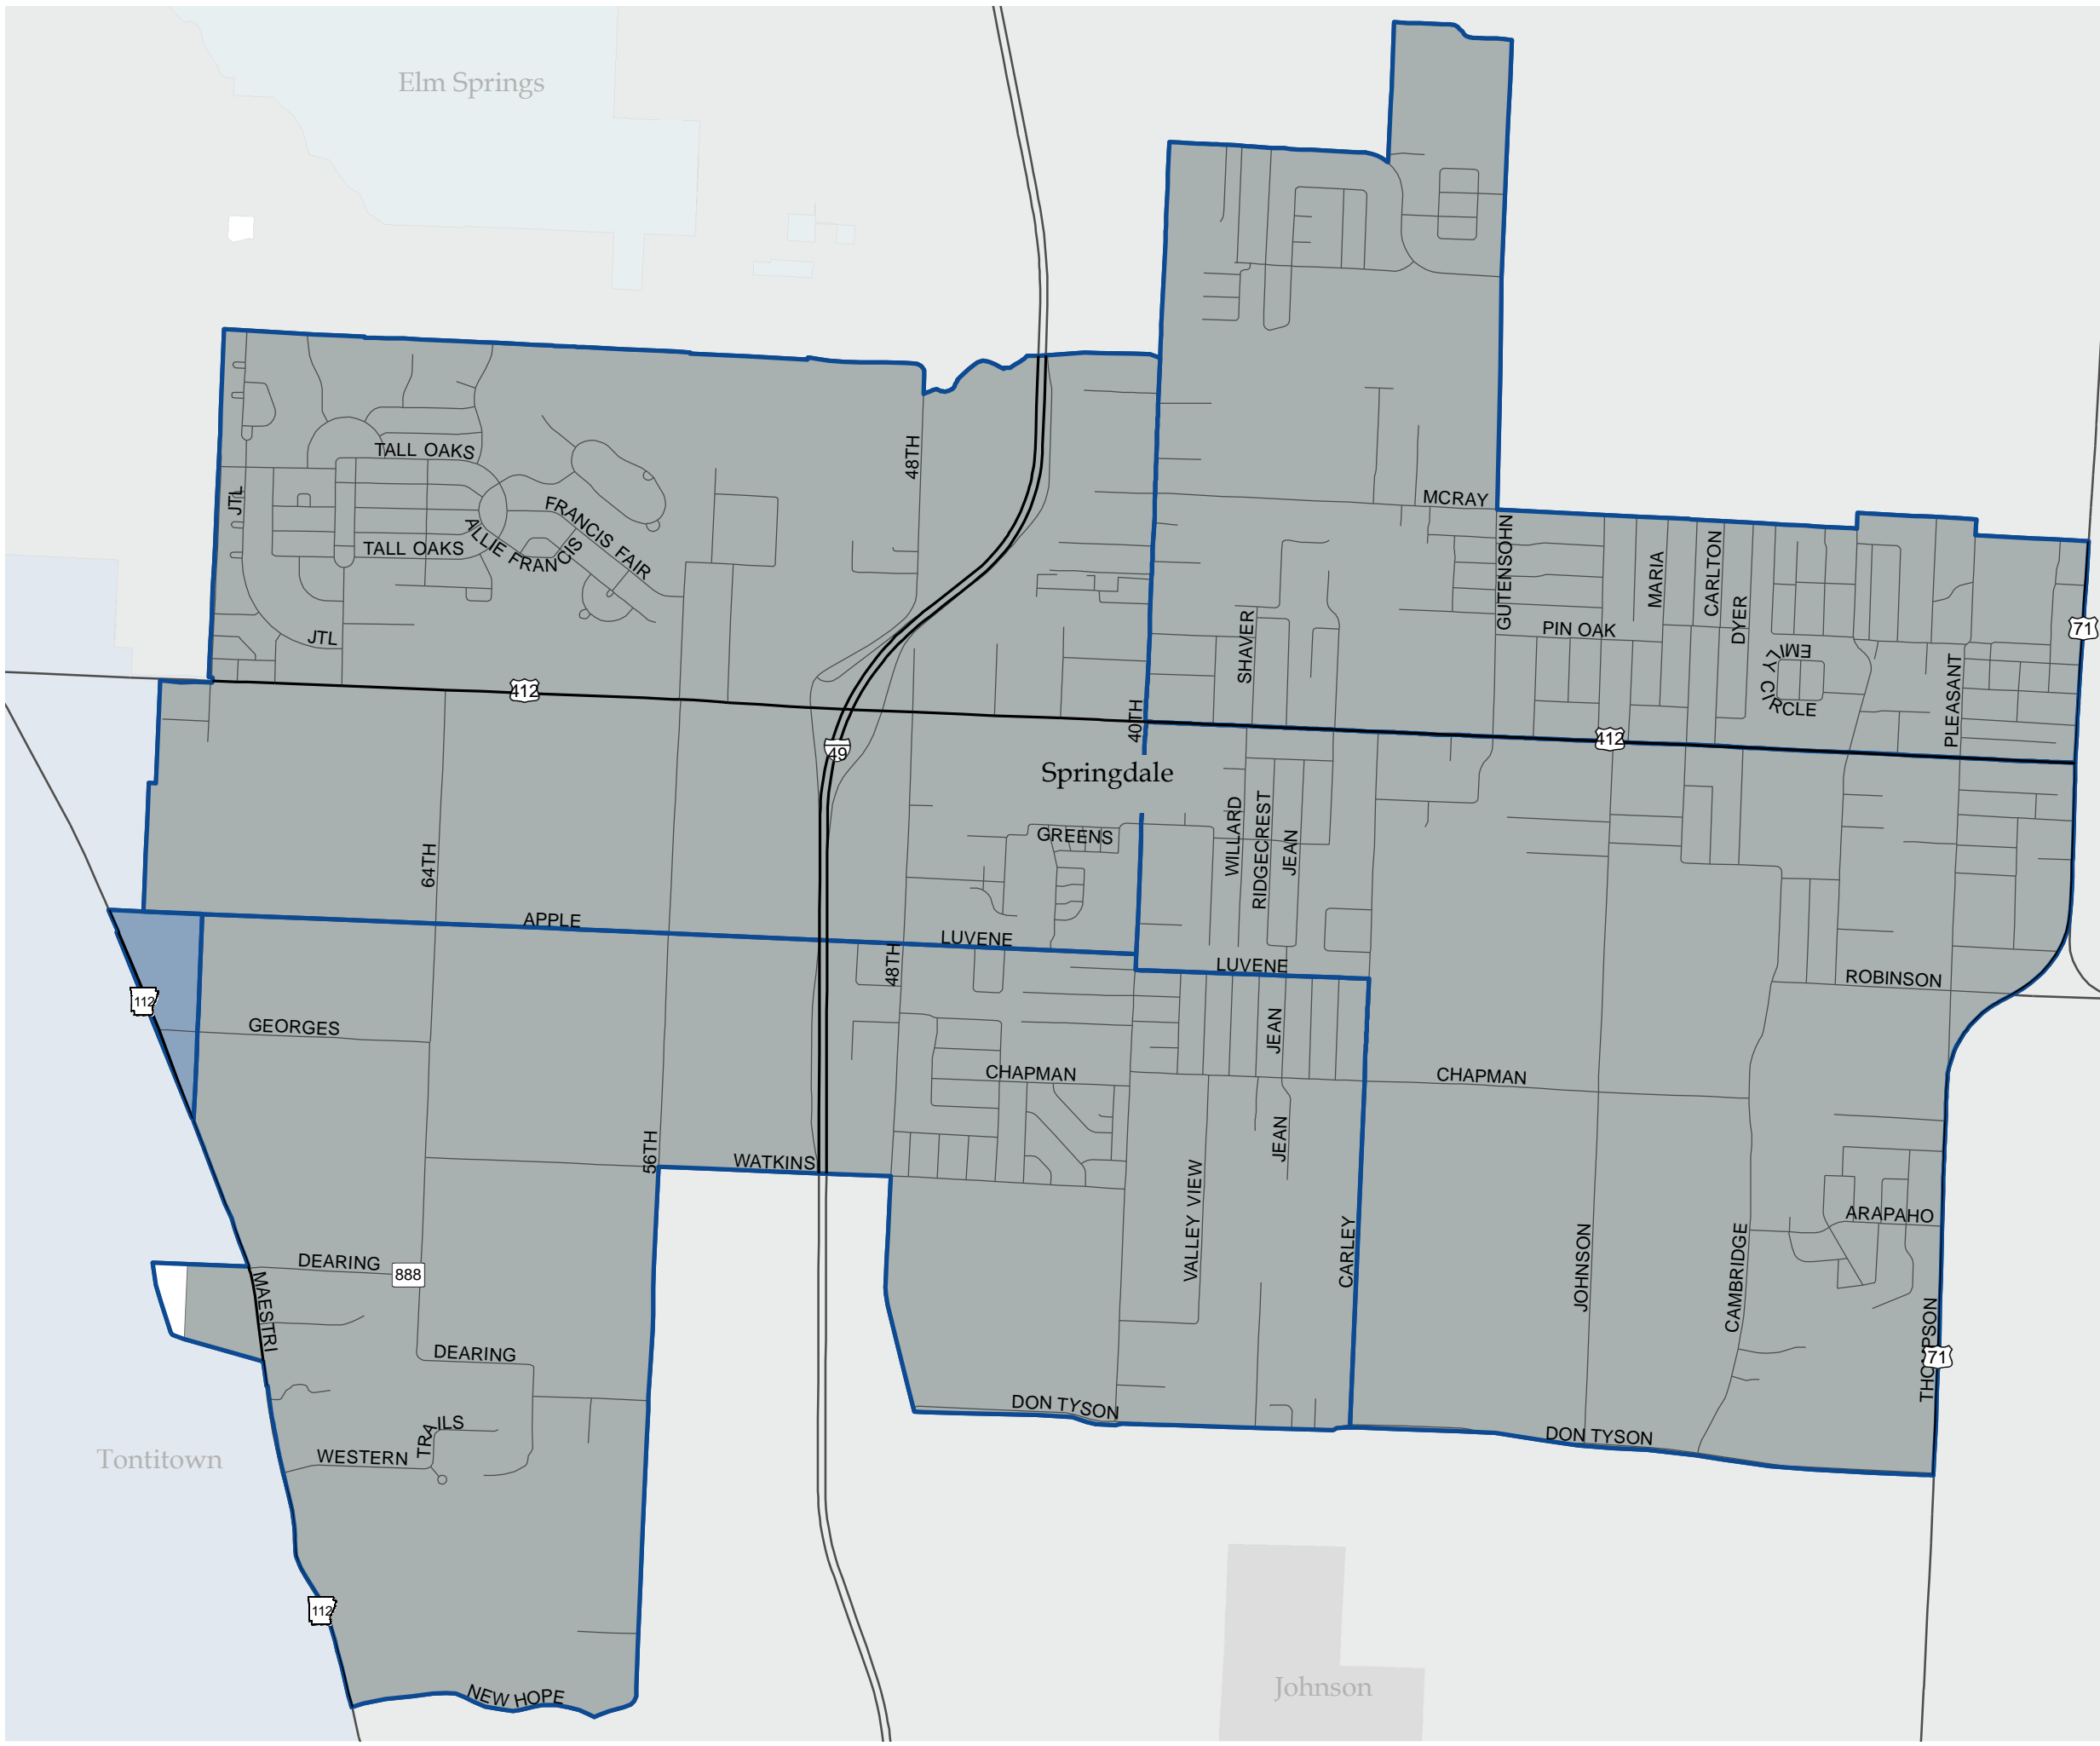 Elm Springs
TALL OAKS
48TH
JTL
FRANCIS FAIR
MCRAY
ALLIE FRANCIS
TALL OAKS
GUTENSOHN
MARIA
CARLTON
DYER
JTL
SHAVER
PIN OAK
71
EMILY CIRCLE
PLEASANT
412
40TH
412
49
Springdale
64TH
GREENS
WILLARD
RIDGECREST
JEAN
APPLE
LUVENE
48TH
LUVENE
ROBINSON
112
GEORGES
JEAN
CHAPMAN
CHAPMAN
56TH
WATKINS
JEAN
VALLEY VIEW
CARLEY
JOHNSON
CAMBRIDGE
ARAPAHO
DEARING
888
MAESTRI
DEARING
THOMPSON
71
DON TYSON
DON TYSON
WESTERN TRAILS
Tontitown
112
NEW HOPE
Johnson